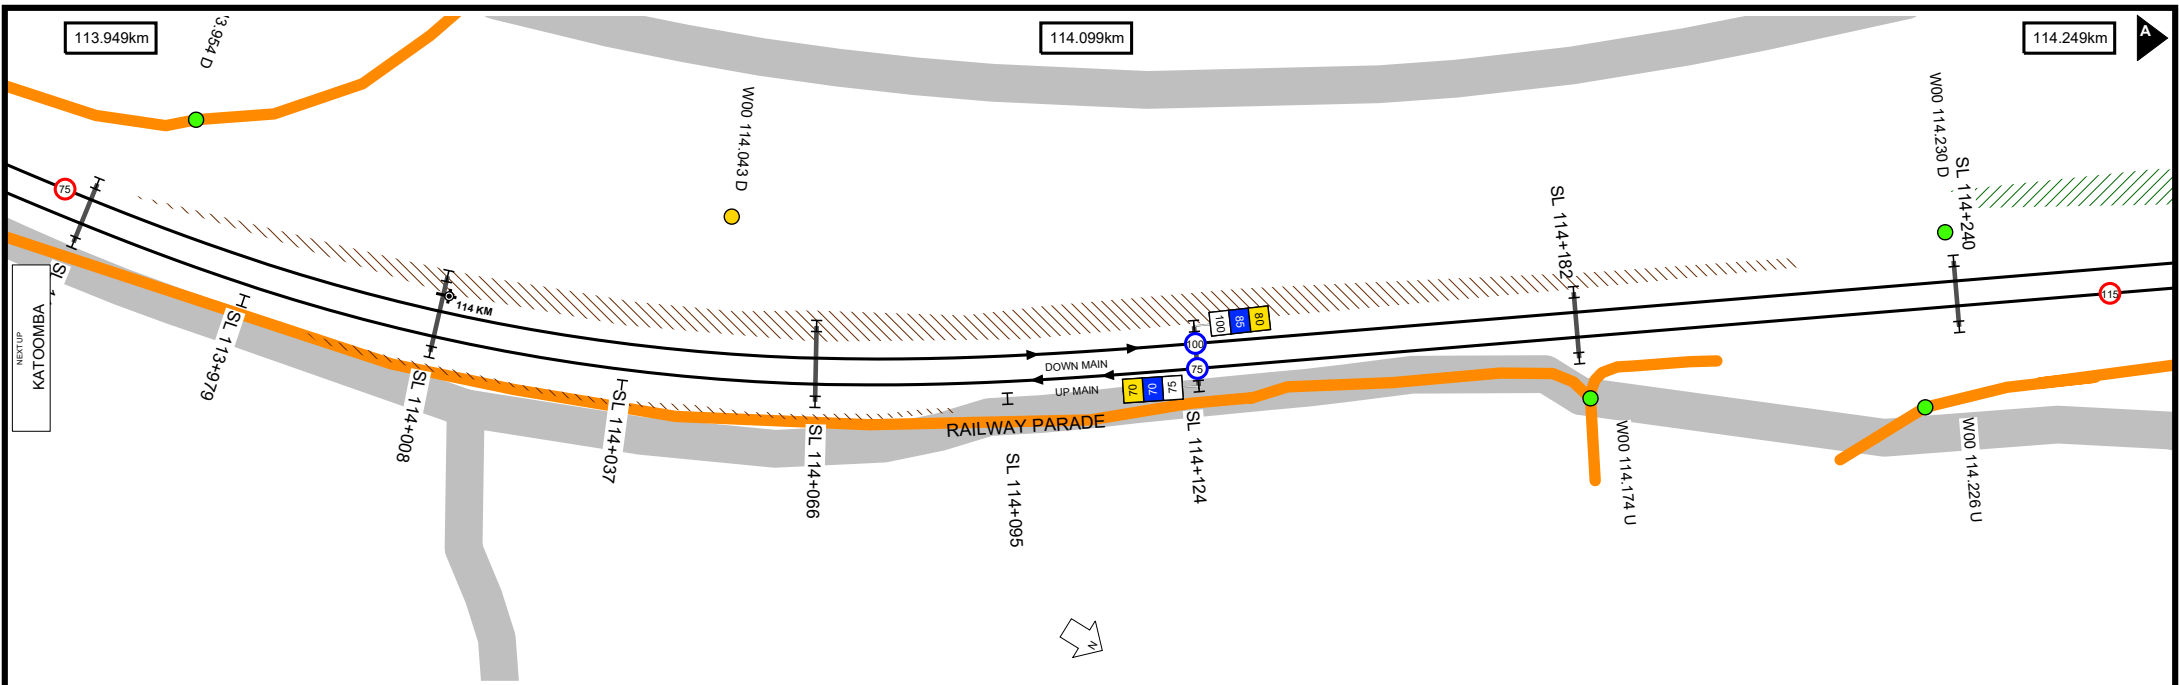 113.949km
114.099km
114.249km
A
3.954 D
W00 114.043 D
W00 114.230 D
SL 114+240
SL 114+182
75
114 KM
100
85
80
100
75
DOWN MAIN
UP MAIN
70
70
75
115
NEXT UP
KATOOMBA
SL
SL 113+979
SL 114+008
SL 114+037
SL 114+066
SL 114+095
SL 114+124
RAILWAY PARADE
W00 114.174 U
W00 114.226 U
N